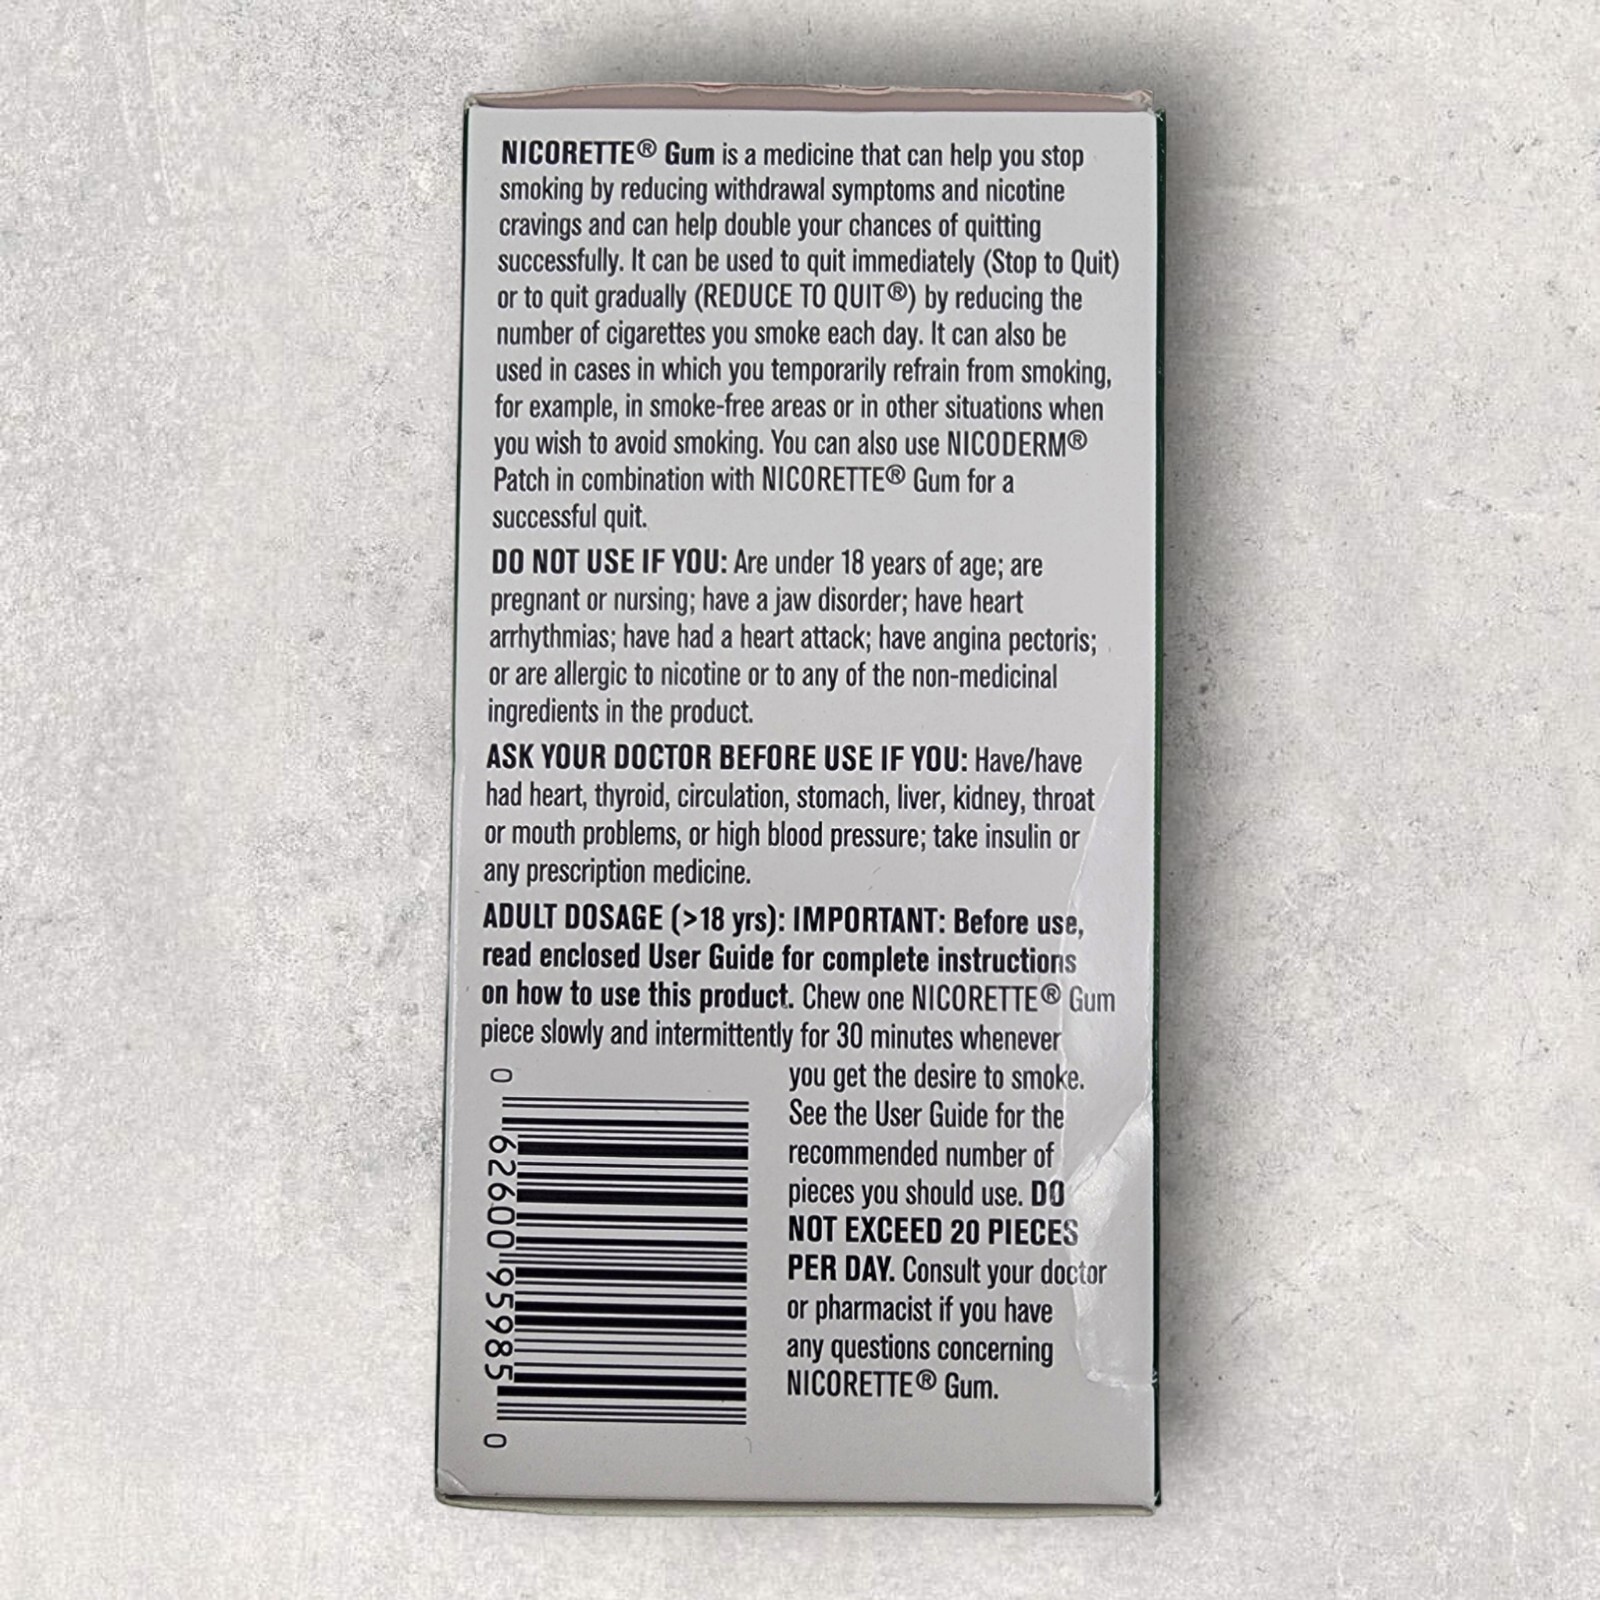 NICORETTE® Gum is a medicine that can help you stop
smoking by reducing withdrawal symptoms and nicotine
cravings and can help double your chances of quitting
successfully. It can be used to quit immediately (Stop to Quit)
or to quit gradually (REDUCE TO QUIT®) by reducing the
number of cigarettes you smoke each day. It can also be
used in cases in which you temporarily refrain from smoking,
for example, in smoke-free areas or in other situations when
you wish to avoid smoking. You can also use NICODERM®
Patch in combination with NICORETTE® Gum for a
successful quit.
DO NOT USE IF YOU: Are under 18 years of age; are
pregnant or nursing; have a jaw disorder; have heart
arrhythmias; have had a heart attack; have angina pectoris;
or are allergic to nicotine or to any of the non-medicinal
ingredients in the product.
ASK YOUR DOCTOR BEFORE USE IF YOU: Have/have
had heart, thyroid, circulation, stomach, liver, kidney, throat
or mouth problems, or high blood pressure; take insulin or
any prescription medicine.
ADULT DOSAGE (>18 yrs): IMPORTANT: Before use,
read enclosed User Guide for complete instructions
on how to use this product. Chew one NICORETTE® Gum
piece slowly and intermittently for 30 minutes whenever
you get the desire to smoke.
See the User Guide for the
recommended number of
pieces you should use. DO
NOT EXCEED 20 PIECES
PER DAY. Consult your doctor
or pharmacist if you have
any questions concerning
NICORETTE® Gum.
0 62600 95985 0